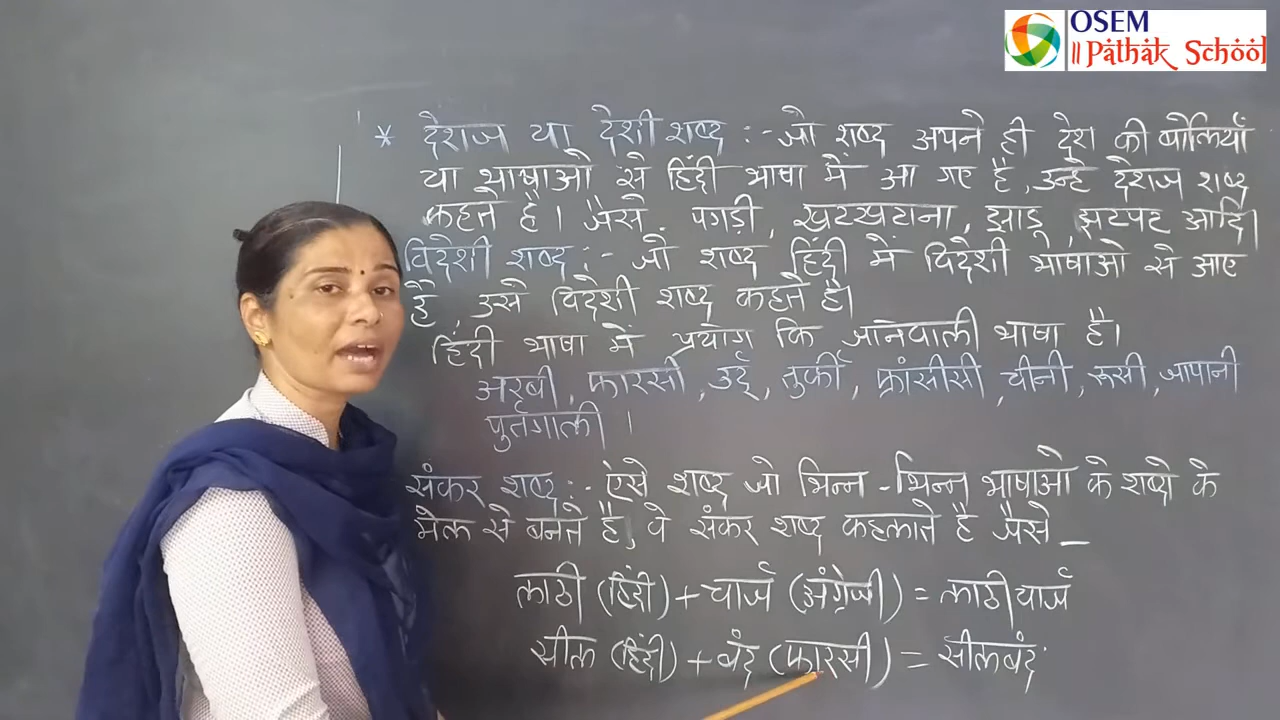 OSEM
॥ Pathak School
* देशज या देशी शब्द :- जो शब्द अपने ही देश की बोलियाँ
या भाषाओ से हिंदी भाषा में आ गए है, उन्हे देशज शब्द
कहते है। जैसे- पगड़ी, खटखटाना, झाडू, झटपट आदि।
विदेशी शब्द :- जो शब्द हिंदी में विदेशी भाषाओ से आए
है, उसे विदेशी शब्द कहते है।
हिंदी भाषा में प्रयोग कि जानेवाली भाषा है।
अरबी, फारसी, उर्दू, तुर्की, फ्रांसीसी, चीनी, रूसी, जापानी
पुर्तगाली ।
संकर शब्द :- ऐसे शब्द जो भिन्न-भिन्न भाषाओ के शब्दो के
मेल से बनते है, वे संकर शब्द कहलाते है जैसे _
लाठी (हिंदी) + चार्ज (अंग्रेजी) = लाठीचार्ज
सील (हिंदी) + बंद (फारसी) = सीलबंद